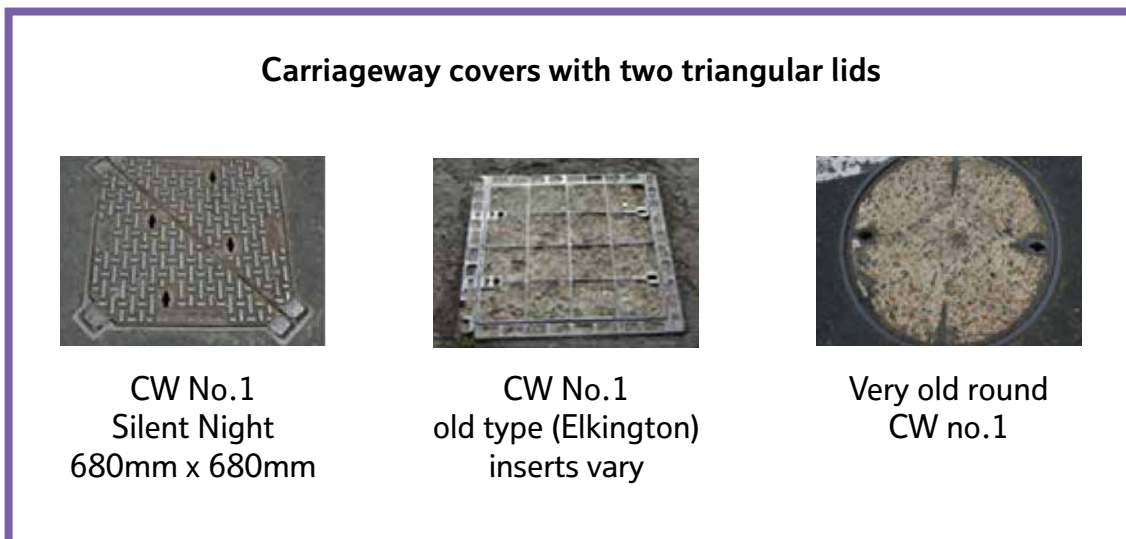 Carriageway covers with two triangular lids
CW No.1
Silent Night
680mm x 680mm
CW No.1
old type (Elkington)
inserts vary
Very old round
CW no.1